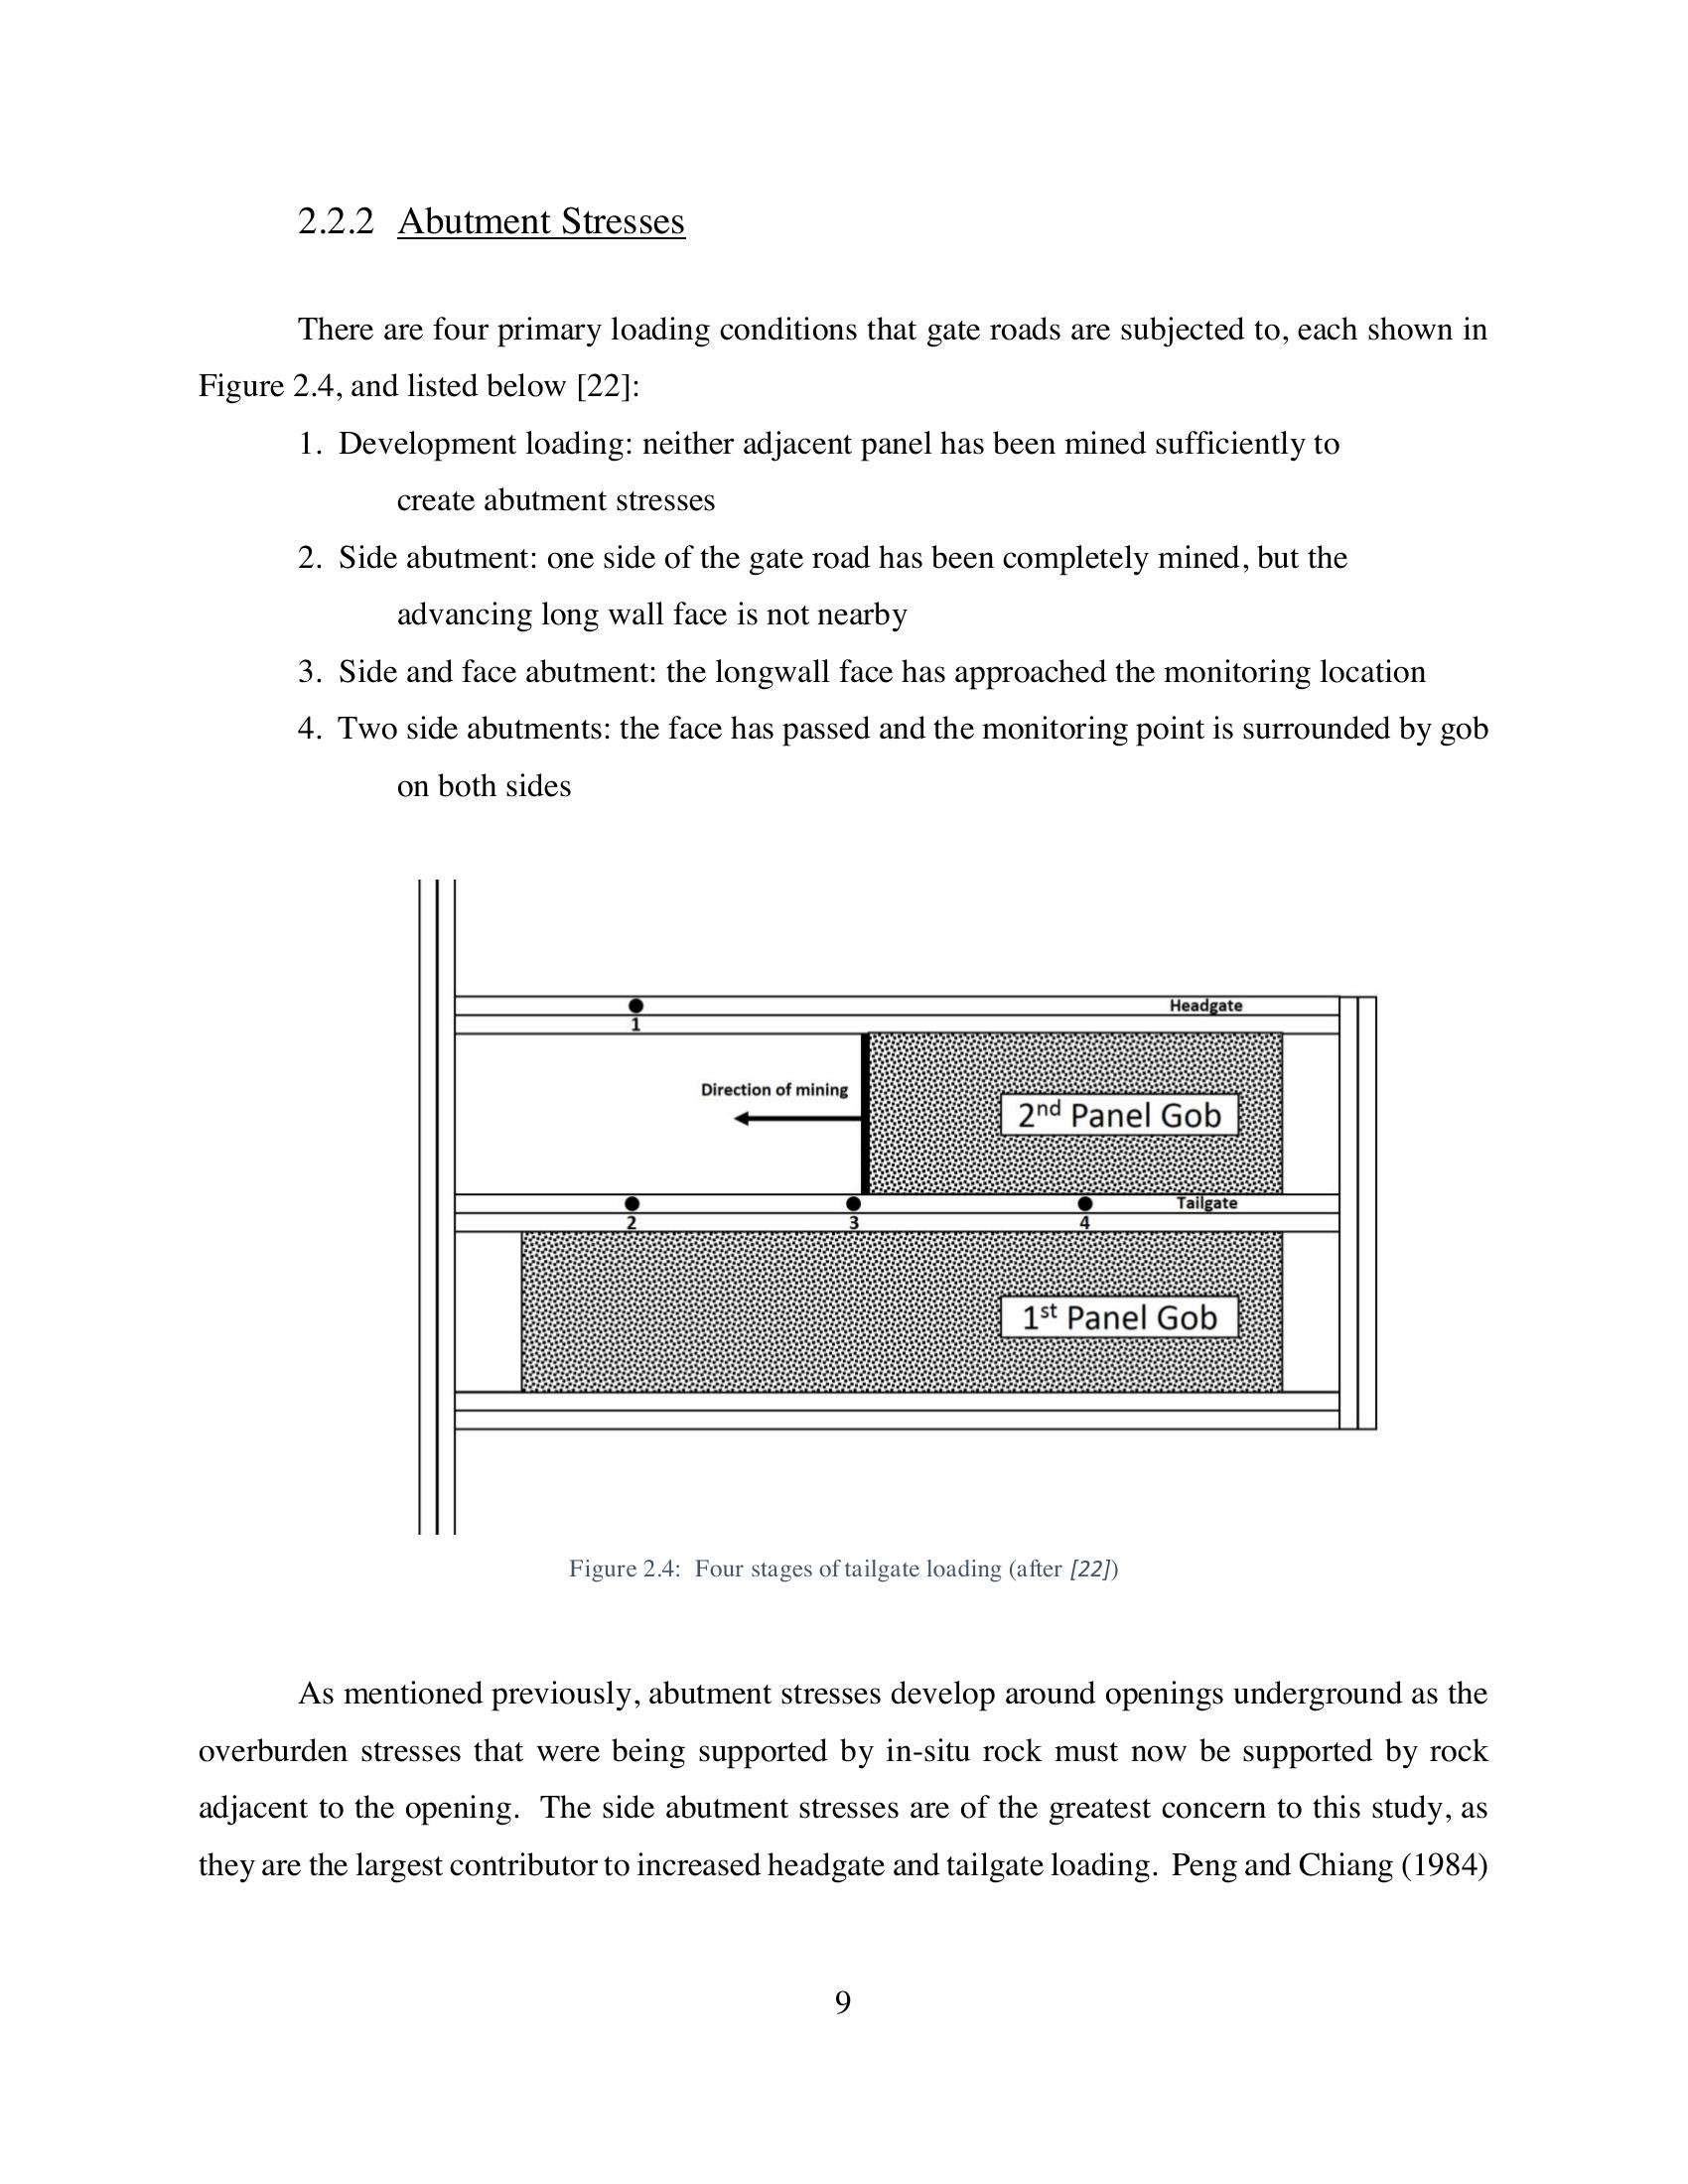 2.2.2 Abutment Stresses
There are four primary loading conditions that gate roads are subjected to, each shown in
Figure 2.4, and listed below [22]:
1. Development loading: neither adjacent panel has been mined sufficiently to
create abutment stresses
2. Side abutment: one side of the gate road has been completely mined, but the
advancing long wall face is not nearby
3. Side and face abutment: the longwall face has approached the monitoring location
4. Two side abutments: the face has passed and the monitoring point is surrounded by gob
on both sides
Headgate
1
Direction of mining
2nd Panel Gob
Tailgate
2 3 4
1st Panel Gob
Figure 2.4: Four stages of tailgate loading (after [22])
As mentioned previously, abutment stresses develop around openings underground as the
overburden stresses that were being supported by in-situ rock must now be supported by rock
adjacent to the opening. The side abutment stresses are of the greatest concern to this study, as
they are the largest contributor to increased headgate and tailgate loading. Peng and Chiang (1984)
9